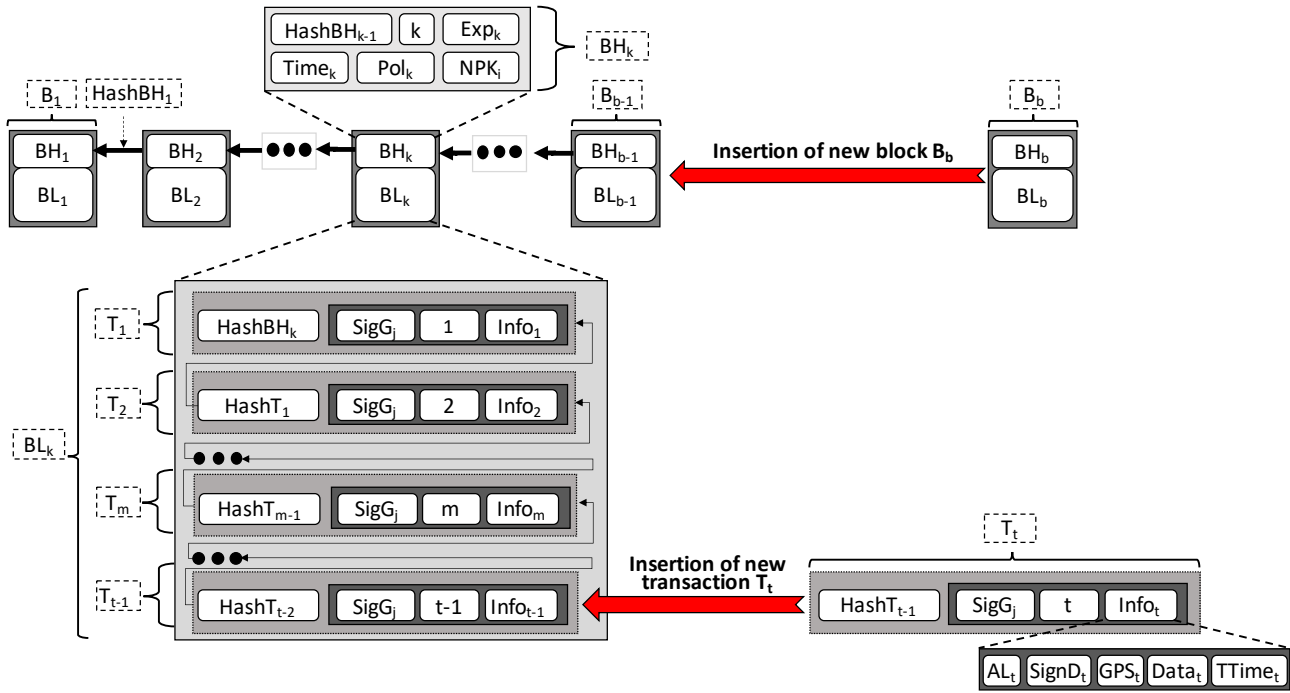 HashBH_{k-1} k Exp_k
Time_k Pol_k NPK_i
BH_k
B_1
HashBH_1
B_{b-1}
B_b
BH_1
BH_2
BH_k
BH_{b-1}
Insertion of new block B_b
BH_b
BL_1
BL_2
BL_k
BL_{b-1}
BL_b
T_1
HashBH_k SigG_j 1 Info_1
T_2
HashT_1 SigG_j 2 Info_2
BL_k
T_m
HashT_{m-1} SigG_j m Info_m
T_{t-1}
HashT_{t-2} SigG_j t-1 Info_{t-1}
Insertion of new
transaction T_t
T_t
HashT_{t-1} SigG_j t Info_t
AL_t SignD_t GPS_t Data_t TTime_t